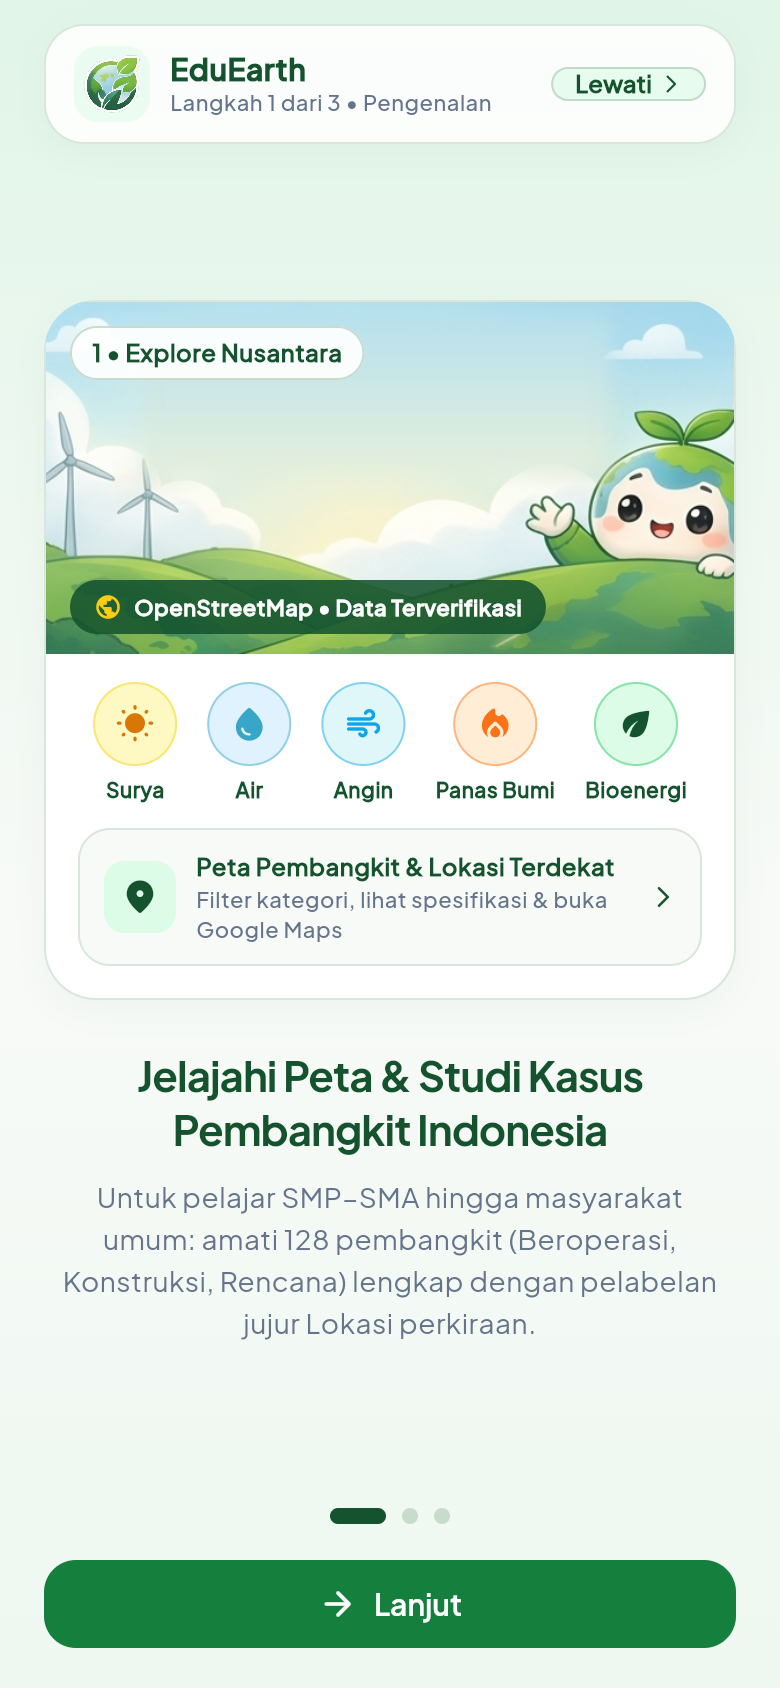 EduEarth
Langkah 1 dari 3 • Pengenalan
Lewati
1 • Explore Nusantara
OpenStreetMap • Data Terverifikasi
Surya
Air
Angin
Panas Bumi
Bioenergi
Peta Pembangkit & Lokasi Terdekat
Filter kategori, lihat spesifikasi & buka
Google Maps
Jelajahi Peta & Studi Kasus
Pembangkit Indonesia
Untuk pelajar SMP–SMA hingga masyarakat
umum: amati 128 pembangkit (Beroperasi,
Konstruksi, Rencana) lengkap dengan pelabelan
jujur Lokasi perkiraan.
Lanjut